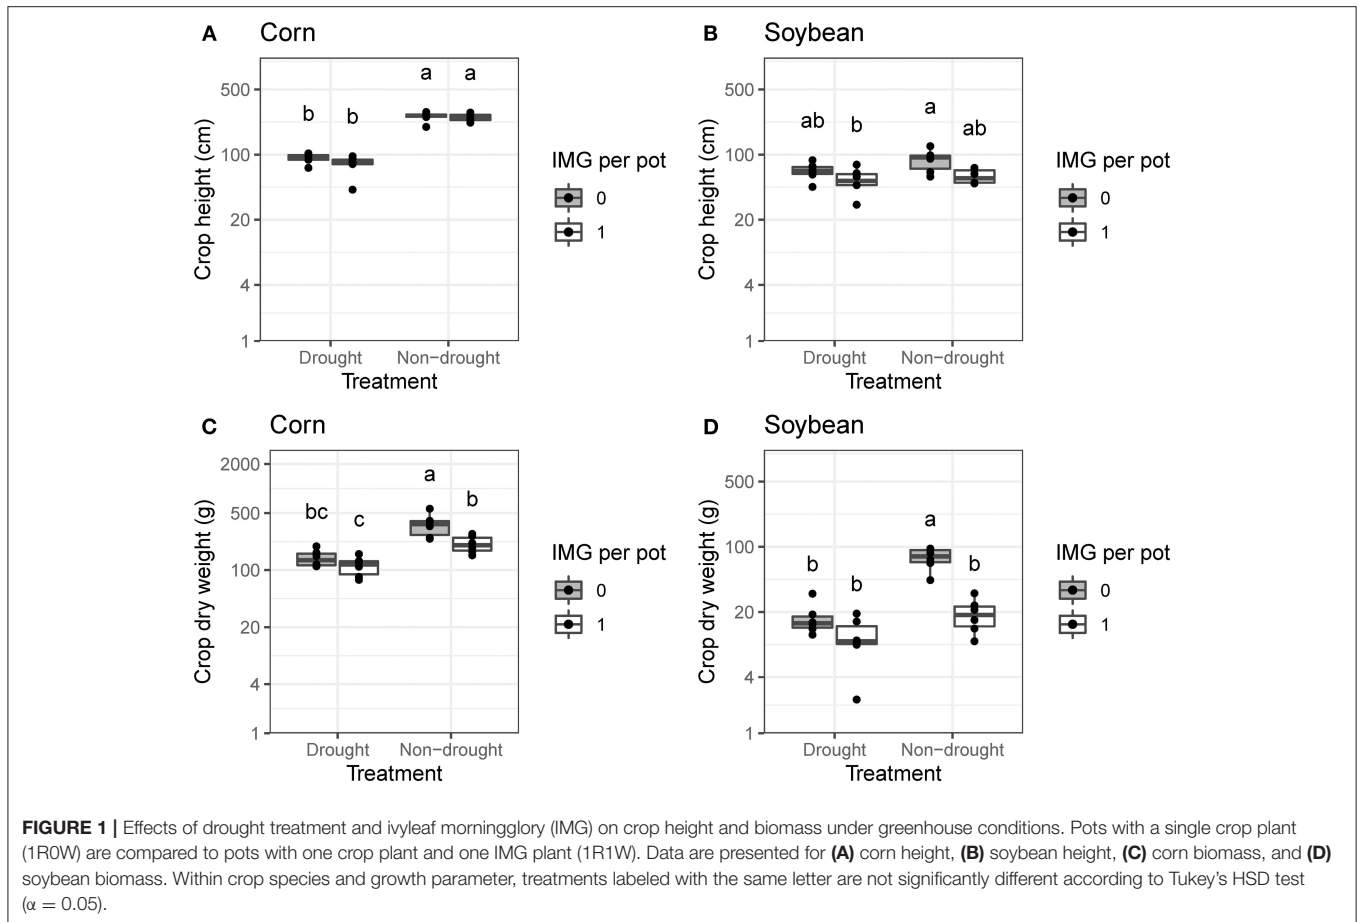 A Corn
500
100
20
4
1
Crop height (cm)
b b a a
Drought Non−drought
Treatment
IMG per pot
0
1
B Soybean
500
100
20
4
1
Crop height (cm)
ab b a ab
Drought Non−drought
Treatment
IMG per pot
0
1
C Corn
2000
500
100
20
4
1
Crop dry weight (g)
bc c a b
Drought Non−drought
Treatment
IMG per pot
0
1
D Soybean
500
100
20
4
1
Crop dry weight (g)
b b a b
Drought Non−drought
Treatment
IMG per pot
0
1
FIGURE 1 | Effects of drought treatment and ivyleaf morningglory (IMG) on crop height and biomass under greenhouse conditions. Pots with a single crop plant
(1R0W) are compared to pots with one crop plant and one IMG plant (1R1W). Data are presented for (A) corn height, (B) soybean height, (C) corn biomass, and (D)
soybean biomass. Within crop species and growth parameter, treatments labeled with the same letter are not significantly different according to Tukey’s HSD test
(α = 0.05).